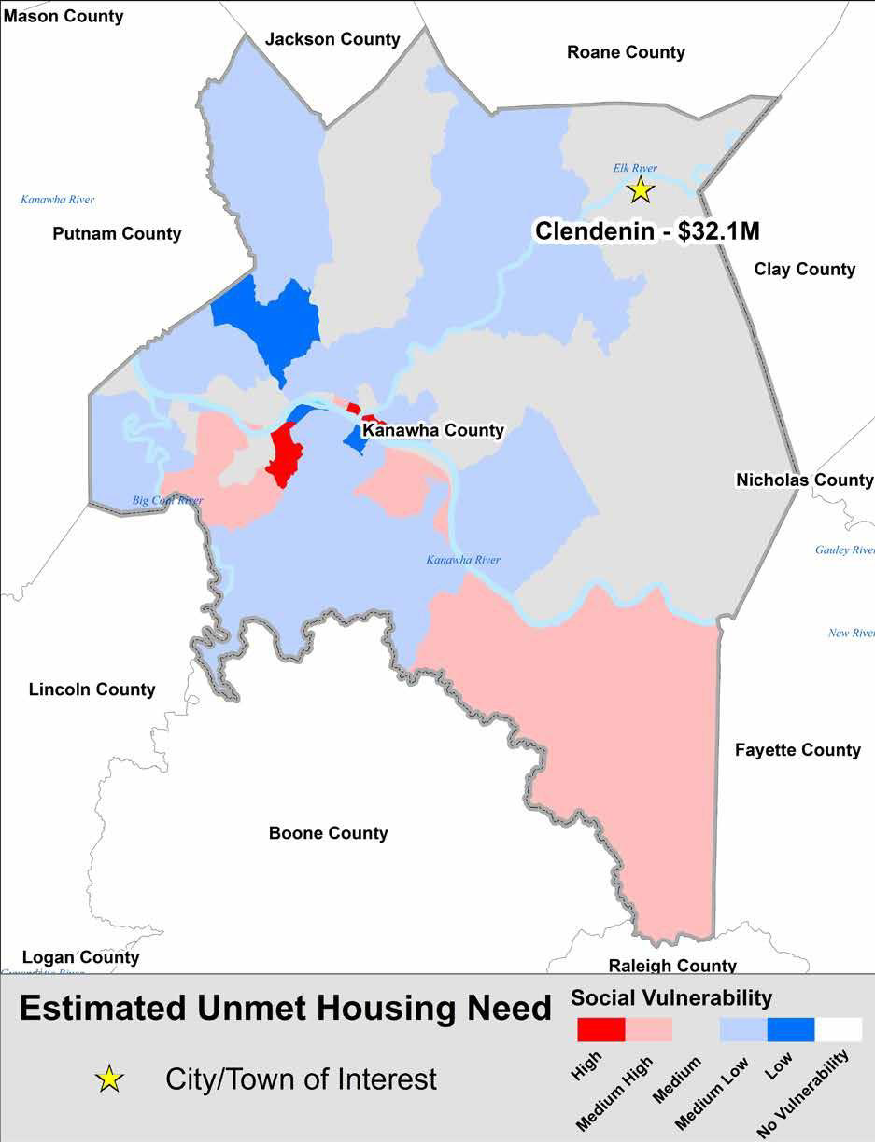 Mason County
Jackson County
Roane County
Elk River
Kanawha River
Putnam County
Clendenin - $32.1M
Clay County
Kanawha County
Nicholas County
Big Coal River
Gauley River
Kanawha River
New River
Lincoln County
Fayette County
Boone County
Logan County
Raleigh County
Estimated Unmet Housing Need
City/Town of Interest
Social Vulnerability
High
Medium High
Medium
Medium Low
Low
No Vulnerability